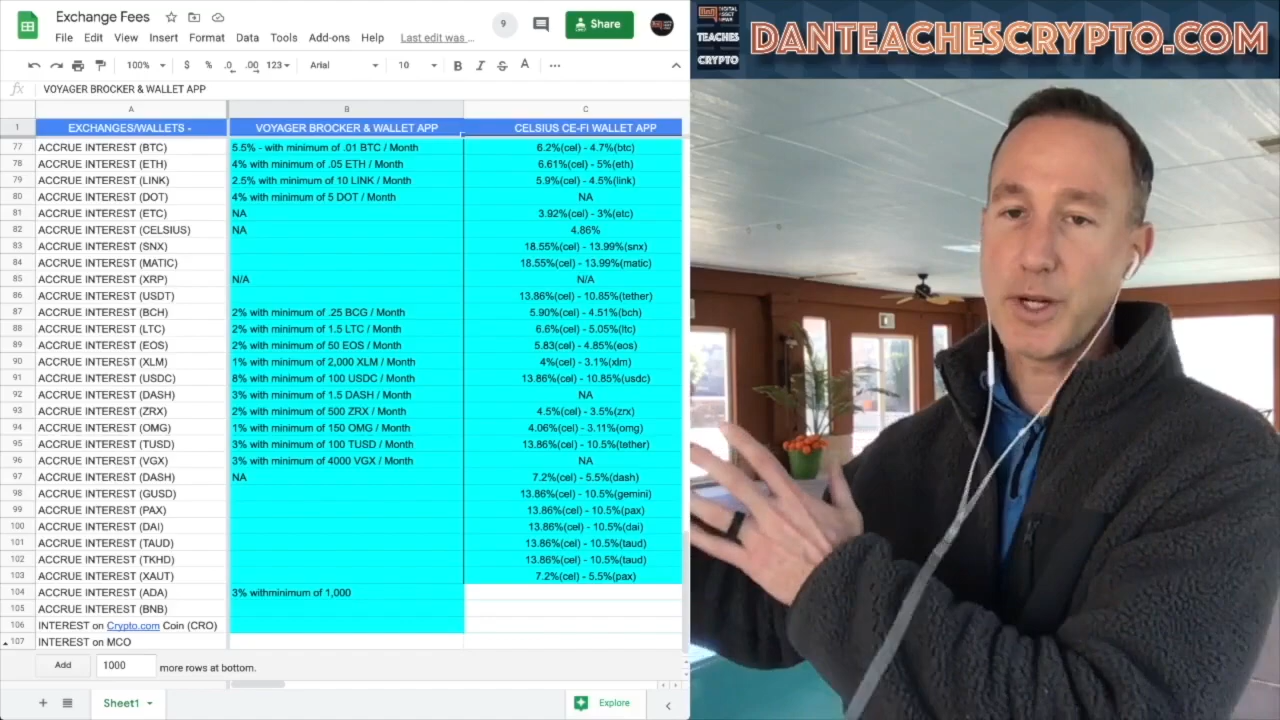 Exchange Fees
File Edit View Insert Format Data Tools Add-ons Help Last edit was ...
9
Share
100% $ % .0 .00 123 Arial 10 B I S A
fx VOYAGER BROCKER & WALLET APP
A B C
1 EXCHANGES/WALLETS - VOYAGER BROCKER & WALLET APP CELSIUS CE-FI WALLET APP
77 ACCRUE INTEREST (BTC) 5.5% - with minimum of .01 BTC / Month 6.2%(cel) - 4.7%(btc)
78 ACCRUE INTEREST (ETH) 4% with minimum of .05 ETH / Month 6.61%(cel) - 5%(eth)
79 ACCRUE INTEREST (LINK) 2.5% with minimum of 10 LINK / Month 5.9%(cel) - 4.5%(link)
80 ACCRUE INTEREST (DOT) 4% with minimum of 5 DOT / Month NA
81 ACCRUE INTEREST (ETC) NA 3.92%(cel) - 3%(etc)
82 ACCRUE INTEREST (CELSIUS) NA 4.86%
83 ACCRUE INTEREST (SNX) 18.55%(cel) - 13.99%(snx)
84 ACCRUE INTEREST (MATIC) 18.55%(cel) - 13.99%(matic)
85 ACCRUE INTEREST (XRP) N/A N/A
86 ACCRUE INTEREST (USDT) 13.86%(cel) - 10.85%(tether)
87 ACCRUE INTEREST (BCH) 2% with minimum of .25 BCG / Month 5.90%(cel) - 4.51%(bch)
88 ACCRUE INTEREST (LTC) 2% with minimum of 1.5 LTC / Month 6.6%(cel) - 5.05%(ltc)
89 ACCRUE INTEREST (EOS) 2% with minimum of 50 EOS / Month 5.83(cel) - 4.85%(eos)
90 ACCRUE INTEREST (XLM) 1% with minimum of 2,000 XLM / Month 4%(cel) - 3.1%(xlm)
91 ACCRUE INTEREST (USDC) 8% with minimum of 100 USDC / Month 13.86%(cel) - 10.85%(usdc)
92 ACCRUE INTEREST (DASH) 3% with minimum of 1.5 DASH / Month NA
93 ACCRUE INTEREST (ZRX) 2% with minimum of 500 ZRX / Month 4.5%(cel) - 3.5%(zrx)
94 ACCRUE INTEREST (OMG) 1% with minimum of 150 OMG / Month 4.06%(cel) - 3.11%(omg)
95 ACCRUE INTEREST (TUSD) 3% with minimum of 100 TUSD / Month 13.86%(cel) - 10.5%(tether)
96 ACCRUE INTEREST (VGX) 3% with minimum of 4000 VGX / Month NA
97 ACCRUE INTEREST (DASH) NA 7.2%(cel) - 5.5%(dash)
98 ACCRUE INTEREST (GUSD) 13.86%(cel) - 10.5%(gemini)
99 ACCRUE INTEREST (PAX) 13.86%(cel) - 10.5%(pax)
100 ACCRUE INTEREST (DAI) 13.86%(cel) - 10.5%(dai)
101 ACCRUE INTEREST (TAUD) 13.86%(cel) - 10.5%(taud)
102 ACCRUE INTEREST (TKHD) 13.86%(cel) - 10.5%(taud)
103 ACCRUE INTEREST (XAUT) 7.2%(cel) - 5.5%(pax)
104 ACCRUE INTEREST (ADA) 3% withminimum of 1,000
105 ACCRUE INTEREST (BNB)
106 INTEREST on Crypto.com Coin (CRO)
107 INTEREST on MCO
Add 1000 more rows at bottom.
Sheet1 Explore
DIGITAL ASSET NEWS
TEACHES
CRYPTO
DANTEACHESCRYPTO.COM